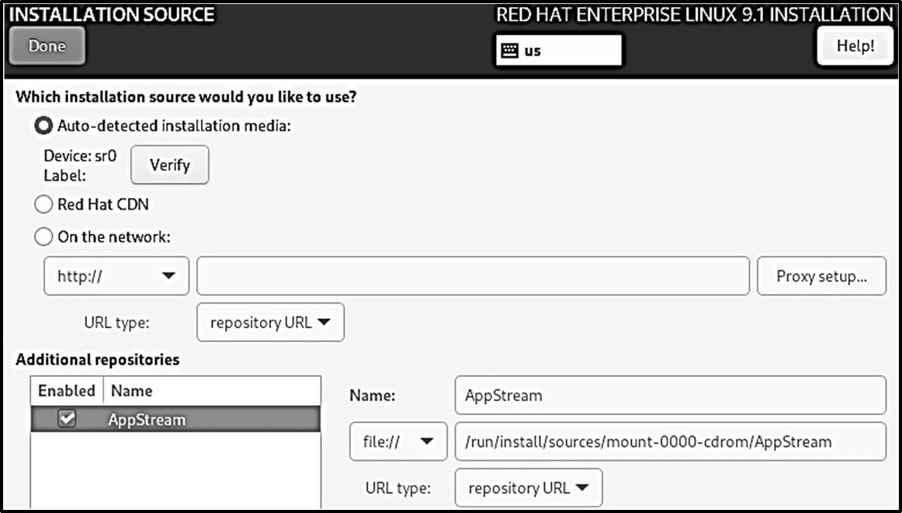 INSTALLATION SOURCE
RED HAT ENTERPRISE LINUX 9.1 INSTALLATION
Done
us
Help!
Which installation source would you like to use?
Auto-detected installation media:
Device: sr0
Label:
Verify
Red Hat CDN
On the network:
http://
Proxy setup...
URL type:
repository URL
Additional repositories
Enabled
Name
AppStream
Name:
AppStream
file://
/run/install/sources/mount-0000-cdrom/AppStream
URL type:
repository URL